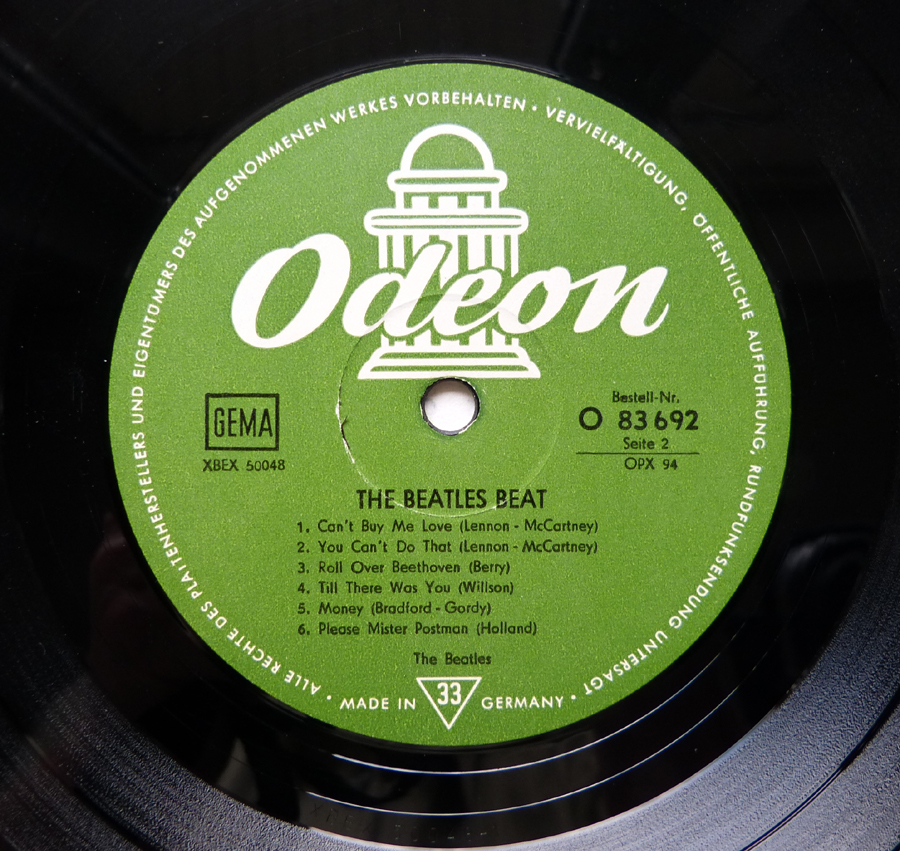 ALLE RECHTE DES PLATTENHERSTELLERS UND EIGENTÜMERS DES AUFGENOMMENEN WERKES VORBEHALTEN · VERVIELFÄLTIGUNG, ÖFFENTLICHE AUFFÜHRUNG, RUNDFUNKSENDUNG UNTERSAGT ·
Odeon
GEMA
XBEX 50048
Bestell-Nr.
O 83 692
Seite 2
OPX 94
THE BEATLES BEAT
1. Can't Buy Me Love (Lennon - McCartney)
2. You Can't Do That (Lennon - McCartney)
3. Roll Over Beethoven (Berry)
4. Till There Was You (Willson)
5. Money (Bradford - Gordy)
6. Please Mister Postman (Holland)
The Beatles
MADE IN 33 GERMANY